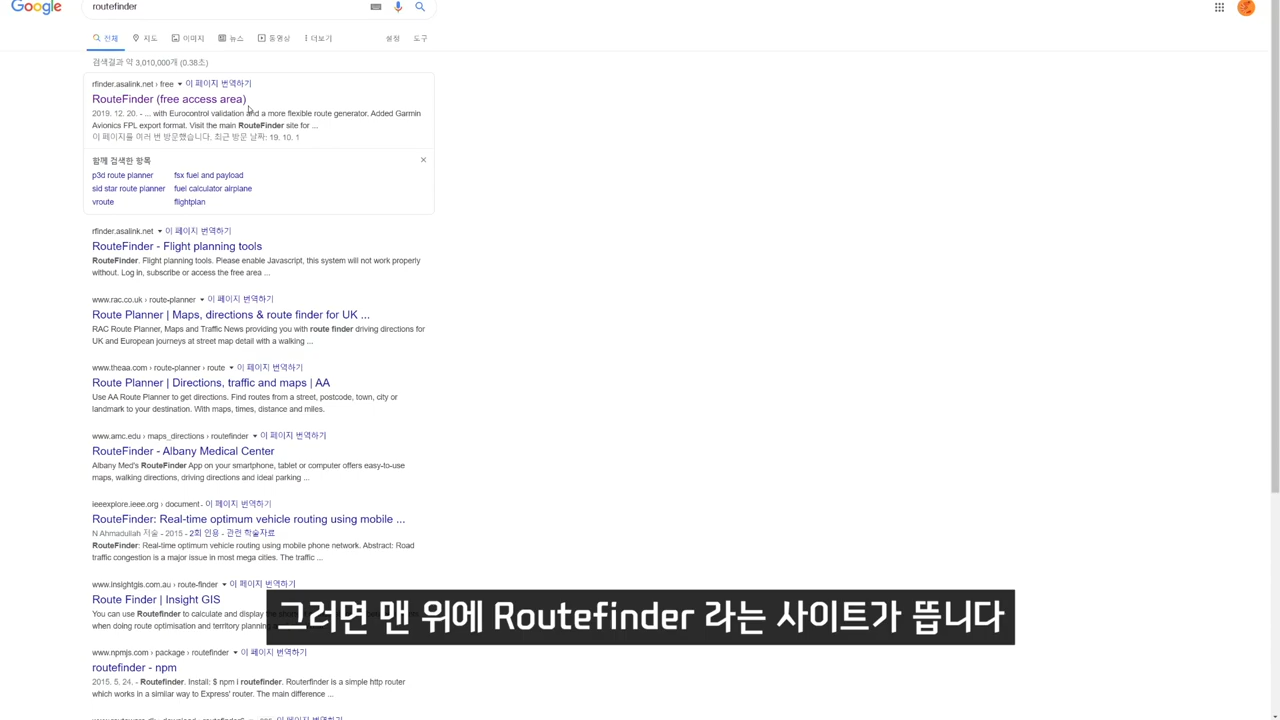 Google
routefinder
전체 지도 이미지 뉴스 동영상 더보기 설정 도구
검색결과 약 3,010,000개 (0.38초)
rfinder.asalink.net › free 이 페이지 번역하기
RouteFinder (free access area)
2019. 12. 20. - ... with Eurocontrol validation and a more flexible route generator. Added Garmin
Avionics FPL export format. Visit the main RouteFinder site for ...
이 페이지를 여러 번 방문했습니다. 최근 방문 날짜: 19. 10. 1
함께 검색한 항목
p3d route planner fsx fuel and payload
sid star route planner fuel calculator airplane
vroute flightplan
rfinder.asalink.net 이 페이지 번역하기
RouteFinder - Flight planning tools
RouteFinder. Flight planning tools. Please enable Javascript, this system will not work properly
without. Log in, subscribe or access the free area ...
www.rac.co.uk › route-planner 이 페이지 번역하기
Route Planner | Maps, directions & route finder for UK ...
RAC Route Planner, Maps and Traffic News providing you with route finder driving directions for
UK and European journeys at street map detail with a walking ...
www.theaa.com › route-planner › route 이 페이지 번역하기
Route Planner | Directions, traffic and maps | AA
Use AA Route Planner to get directions. Find routes from a street, postcode, town, city or
landmark to your destination. With maps, times, distance and miles.
www.amc.edu › maps_directions › routefinder 이 페이지 번역하기
RouteFinder - Albany Medical Center
Albany Med's RouteFinder App on your smartphone, tablet or computer offers easy-to-use
maps, walking directions, driving directions and ideal parking ...
ieeexplore.ieee.org › document - 이 페이지 번역하기
RouteFinder: Real-time optimum vehicle routing using mobile ...
N Ahmadullah 저술 - 2015 - 2회 인용 - 관련 학술자료
RouteFinder: Real-time optimum vehicle routing using mobile phone network. Abstract: Road
traffic congestion is a major issue in most mega cities. The traffic ...
www.insightgis.com.au › route-finder 이 페이지 번역하기
Route Finder | Insight GIS
You can use Routefinder to calculate and display the
when doing route optimisation and territory planning
그러면 맨 위에 Routefinder 라는 사이트가 뜹니다
www.npmjs.com › package › routefinder 이 페이지 번역하기
routefinder - npm
2015. 5. 24. - Routefinder. Install: $ npm i routefinder. Routerfinder is a simple http router
which works in a similar way to Express' router. The main difference ...